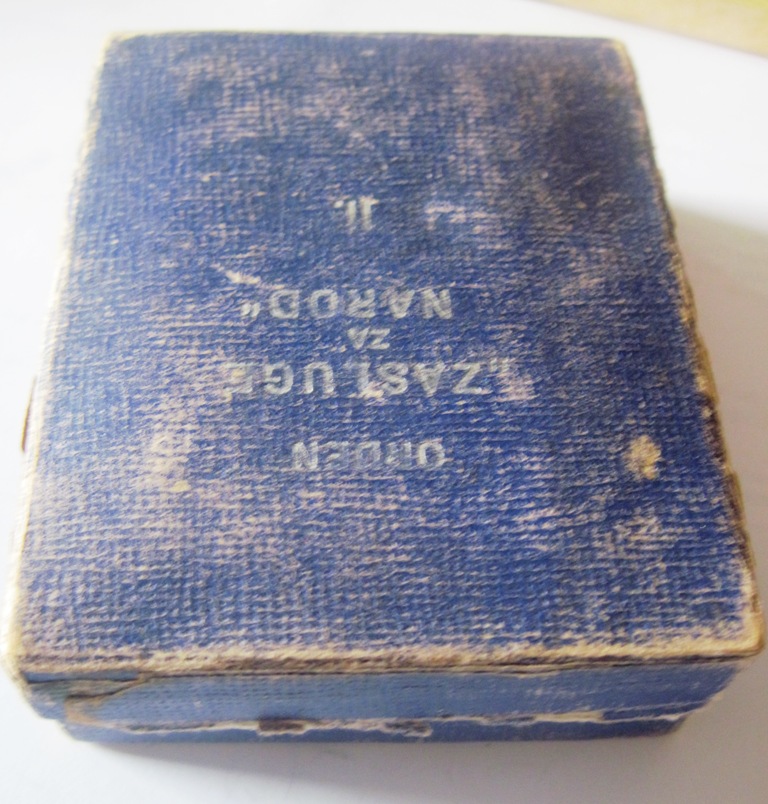 ORDEN
„ZASLUGE
ZA
NAROD“
II.